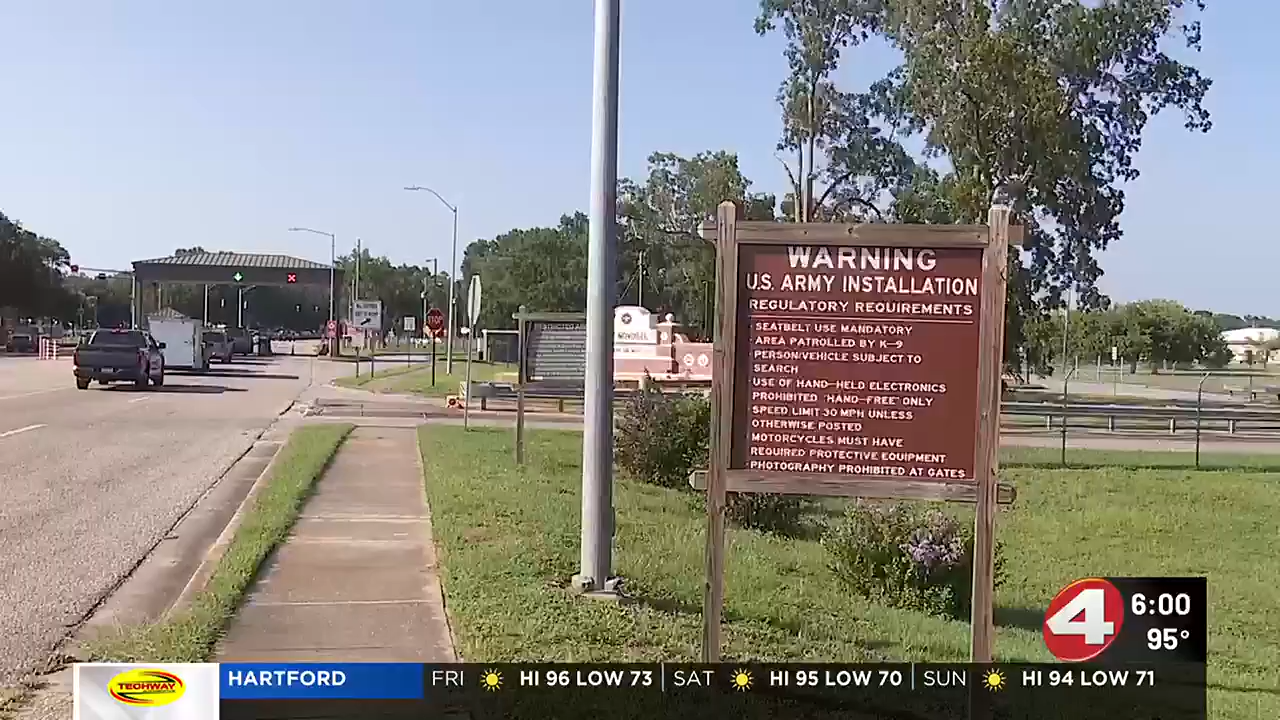 WARNING
U.S. ARMY INSTALLATION
REGULATORY REQUIREMENTS
SEATBELT USE MANDATORY
AREA PATROLLED BY K-9
PERSON/VEHICLE SUBJECT TO
SEARCH
USE OF HAND-HELD ELECTRONICS
PROHIBITED "HAND-FREE" ONLY
SPEED LIMIT 30 MPH UNLESS
OTHERWISE POSTED
MOTORCYCLES MUST HAVE
REQUIRED PROTECTIVE EQUIPMENT
PHOTOGRAPHY PROHIBITED AT GATES
STOP
4 6:00
95°
TECHWAY
HARTFORD FRI HI 96 LOW 73 SAT HI 95 LOW 70 SUN HI 94 LOW 71